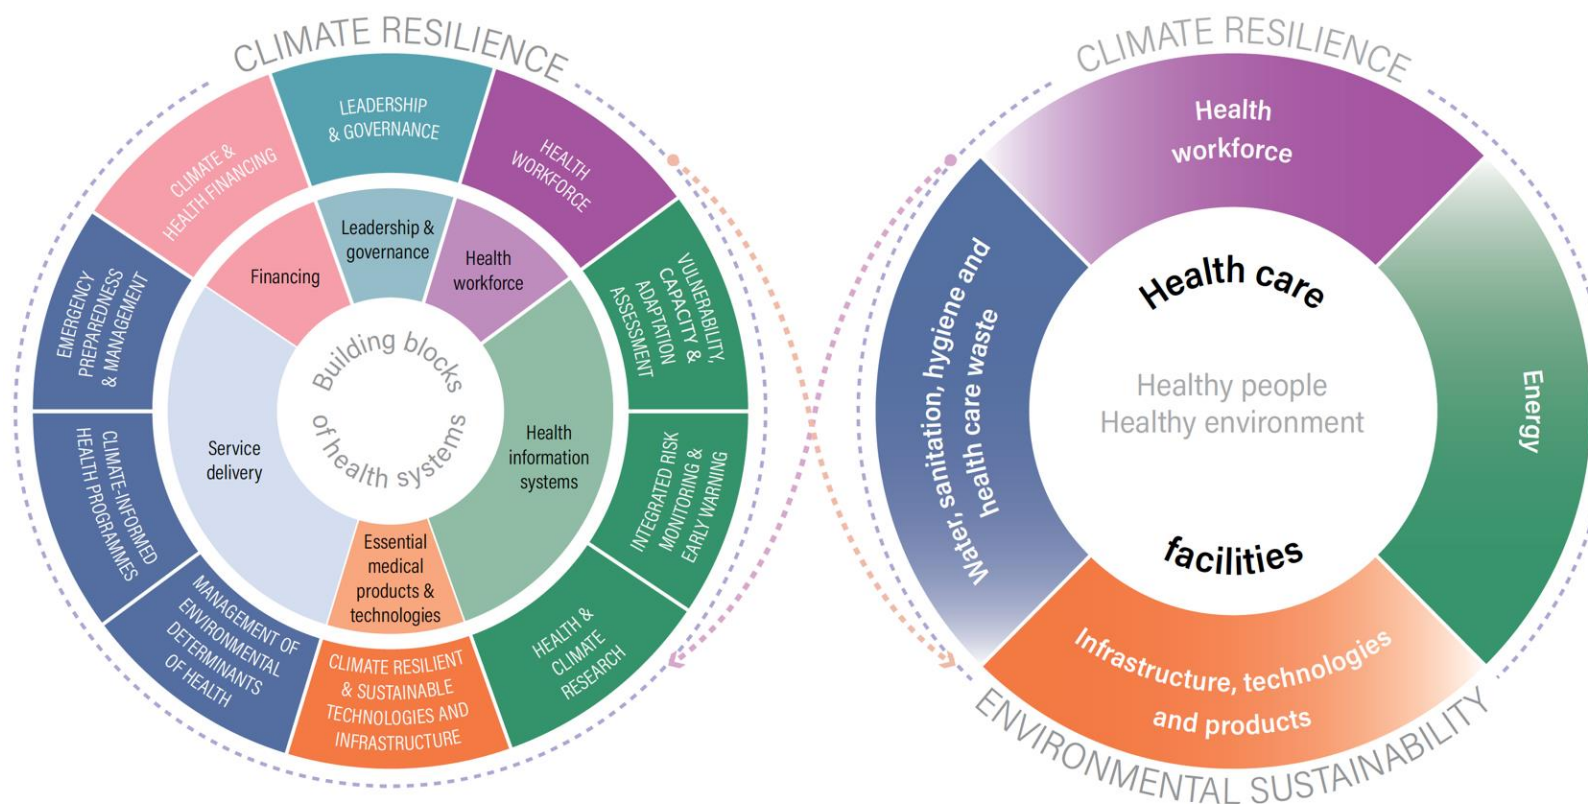 CLIMATE RESILIENCE
LEADERSHIP
& GOVERNANCE
HEALTH
WORKFORCE
VULNERABILITY,
CAPACITY &
ADAPTATION
ASSESSMENT
INTEGRATED RISK
MONITORING &
EARLY WARNING
HEALTH &
CLIMATE
RESEARCH
CLIMATE RESILIENT
& SUSTAINABLE
TECHNOLOGIES AND
INFRASTRUCTURE
MANAGEMENT OF
ENVIRONMENTAL
DETERMINANTS
OF HEALTH
CLIMATE-INFORMED
HEALTH PROGRAMMES
EMERGENCY
PREPAREDNESS
& MANAGEMENT
CLIMATE &
HEALTH FINANCING
Leadership &
governance
Health
workforce
Health
information
systems
Essential
medical
products &
technologies
Service
delivery
Financing
Building blocks
of health systems
CLIMATE RESILIENCE
Health
workforce
Energy
Infrastructure, technologies
and products
Water, sanitation, hygiene and
health care waste
Health care
Healthy people
Healthy environment
facilities
ENVIRONMENTAL SUSTAINABILITY